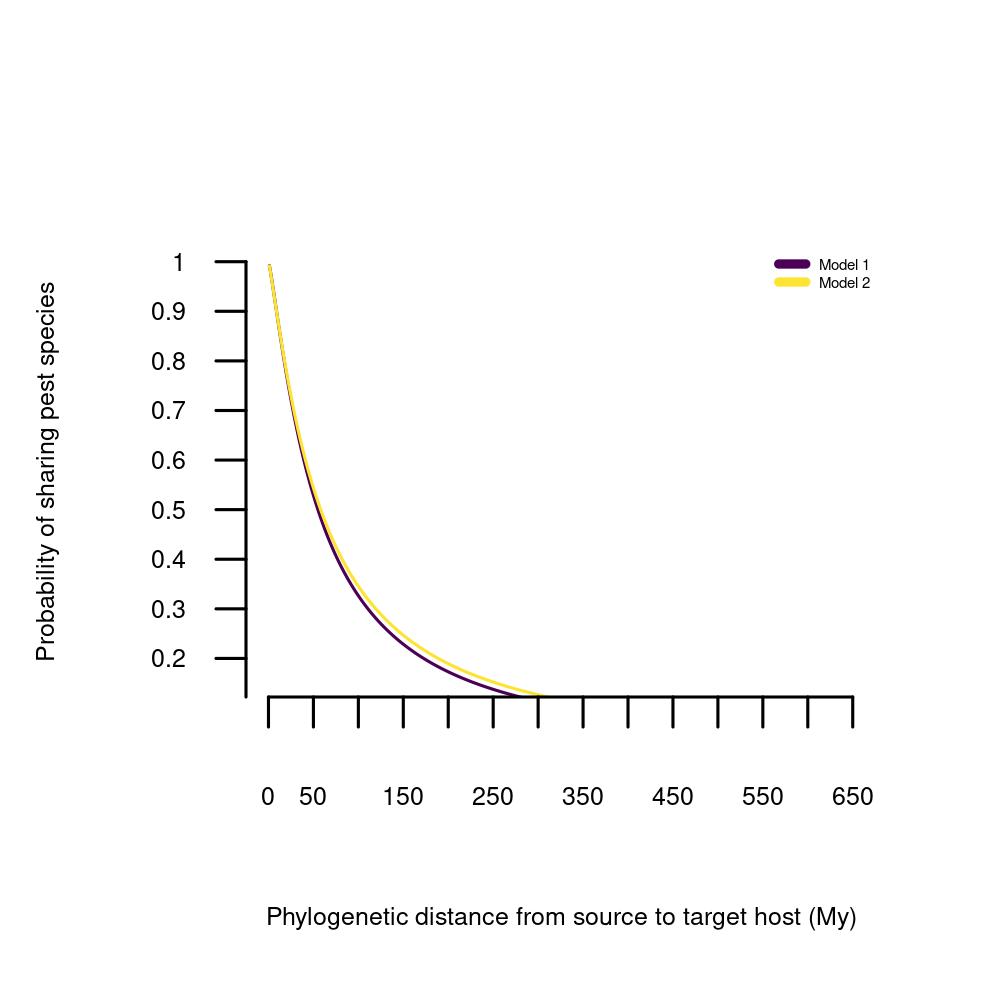 Model 1
Model 2
Probability of sharing pest species
1
0.9
0.8
0.7
0.6
0.5
0.4
0.3
0.2
0 50 150 250 350 450 550 650
Phylogenetic distance from source to target host (My)